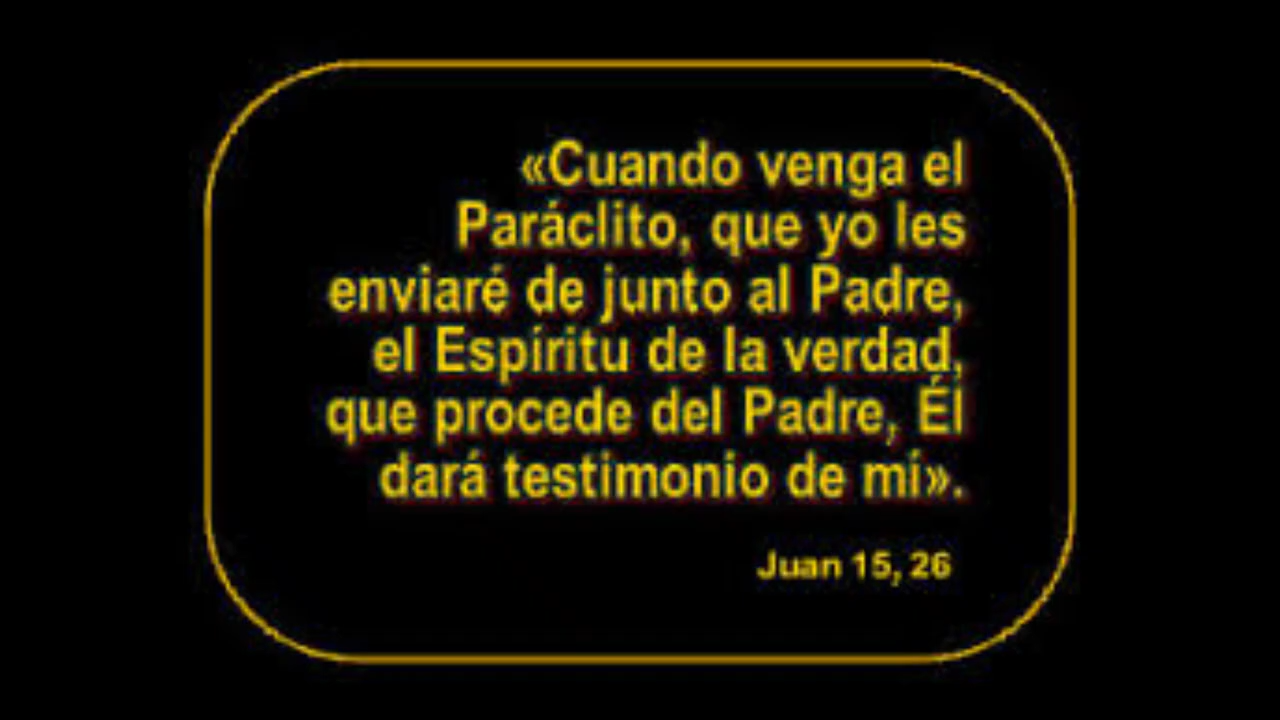 «Cuando venga el
Paráclito, que yo les
enviaré de junto al Padre,
el Espíritu de la verdad,
que procede del Padre, Él
dará testimonio de mí».
Juan 15, 26